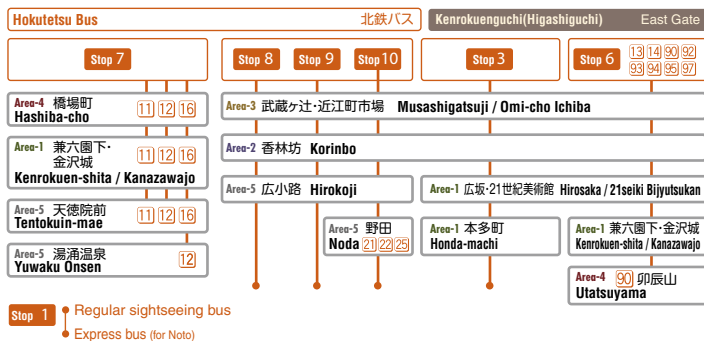 Hokutetsu Bus 北鉄バス
Kenrokuenguchi(Higashiguchi) East Gate
Stop 7
Stop 8
Stop 9
Stop 10
Stop 3
Stop 6
13 14 90 92
93 94 95 97
Area-4 橋場町
Hashiba-cho
11 12 16
Area-1 兼六園下・
金沢城
Kenrokuen-shita / Kanazawajo
11 12 16
Area-5 天徳院前
Tentokuin-mae
11 12 16
Area-5 湯涌温泉
Yuwaku Onsen
12
Area-3 武蔵ヶ辻・近江町市場 Musashigatsuji / Omi-cho Ichiba
Area-2 香林坊 Korinbo
Area-5 広小路 Hirokoji
Area-1 広坂・21世紀美術館 Hirosaka / 21seiki Bijyutsukan
Area-5 野田
Noda 21 22 25
Area-1 本多町
Honda-machi
Area-1 兼六園下・金沢城
Kenrokuen-shita / Kanazawajo
Area-4 90 卯辰山
Utatsuyama
Stop 1
Regular sightseeing bus
Express bus (for Noto)